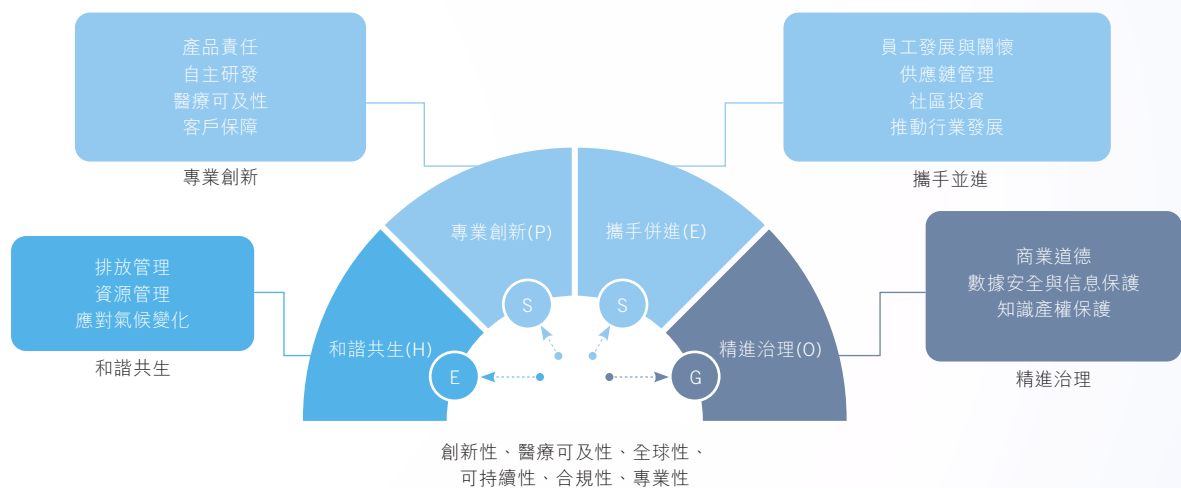 產品責任
自主研發
醫療可及性
客戶保障
專業創新
員工發展與關懷
供應鏈管理
社區投資
推動行業發展
攜手並進
排放管理
資源管理
應對氣候變化
和諧共生
商業道德
數據安全與信息保護
知識產權保護
精進治理
專業創新(P)
攜手併進(E)
和諧共生(H)
精進治理(O)
S
S
E
G
創新性、醫療可及性、全球性、
可持續性、合規性、專業性